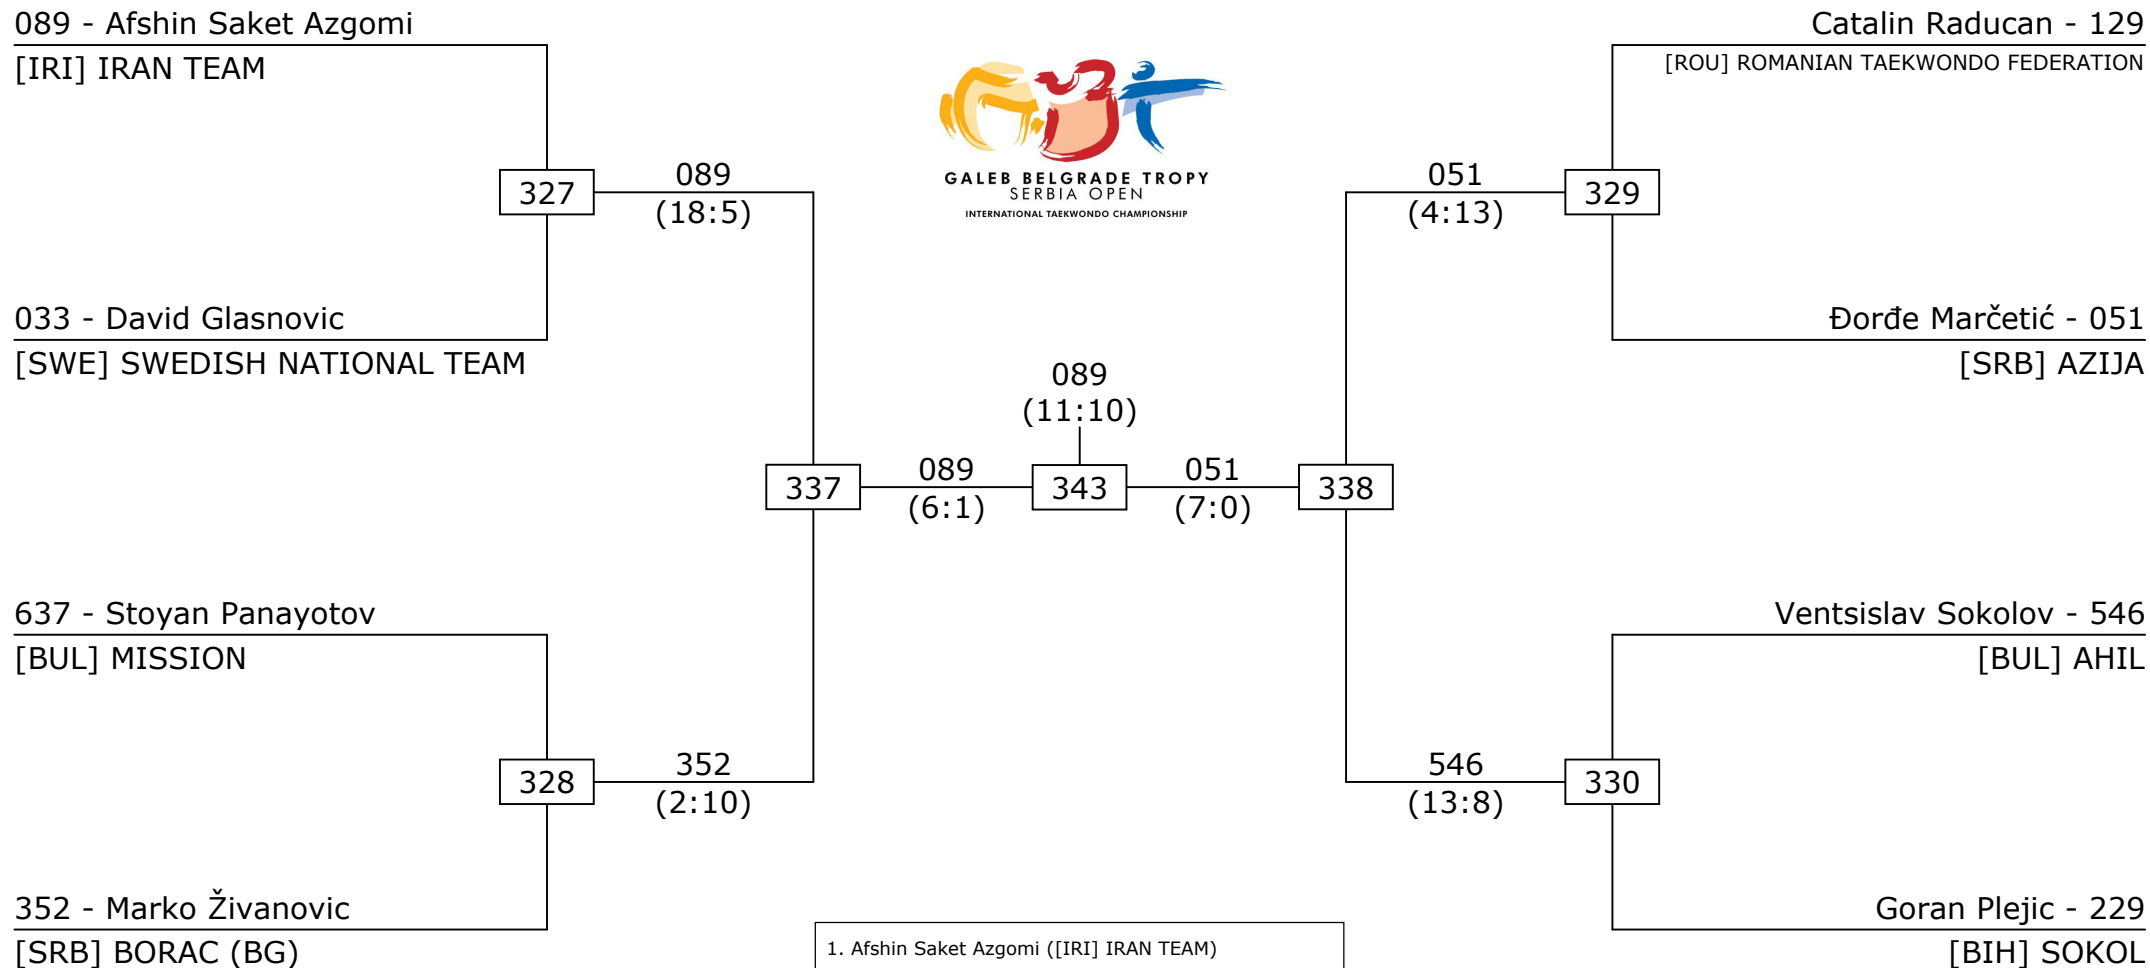 089 - Afshin Saket Azgomi
[IRI] IRAN TEAM
Catalin Raducan - 129
[ROU] ROMANIAN TAEKWONDO FEDERATION
GALEB BELGRADE TROPY
SERBIA OPEN
INTERNATIONAL TAEKWONDO CHAMPIONSHIP
327
089
(18:5)
051
(4:13)
329
033 - David Glasnovic
[SWE] SWEDISH NATIONAL TEAM
Đorđe Marčetić - 051
[SRB] AZIJA
089
(11:10)
337
089
(6:1)
343
051
(7:0)
338
637 - Stoyan Panayotov
[BUL] MISSION
Ventsislav Sokolov - 546
[BUL] AHIL
328
352
(2:10)
546
(13:8)
330
352 - Marko Živanovic
[SRB] BORAC (BG)
Goran Plejic - 229
[BIH] SOKOL
1. Afshin Saket Azgomi ([IRI] IRAN TEAM)